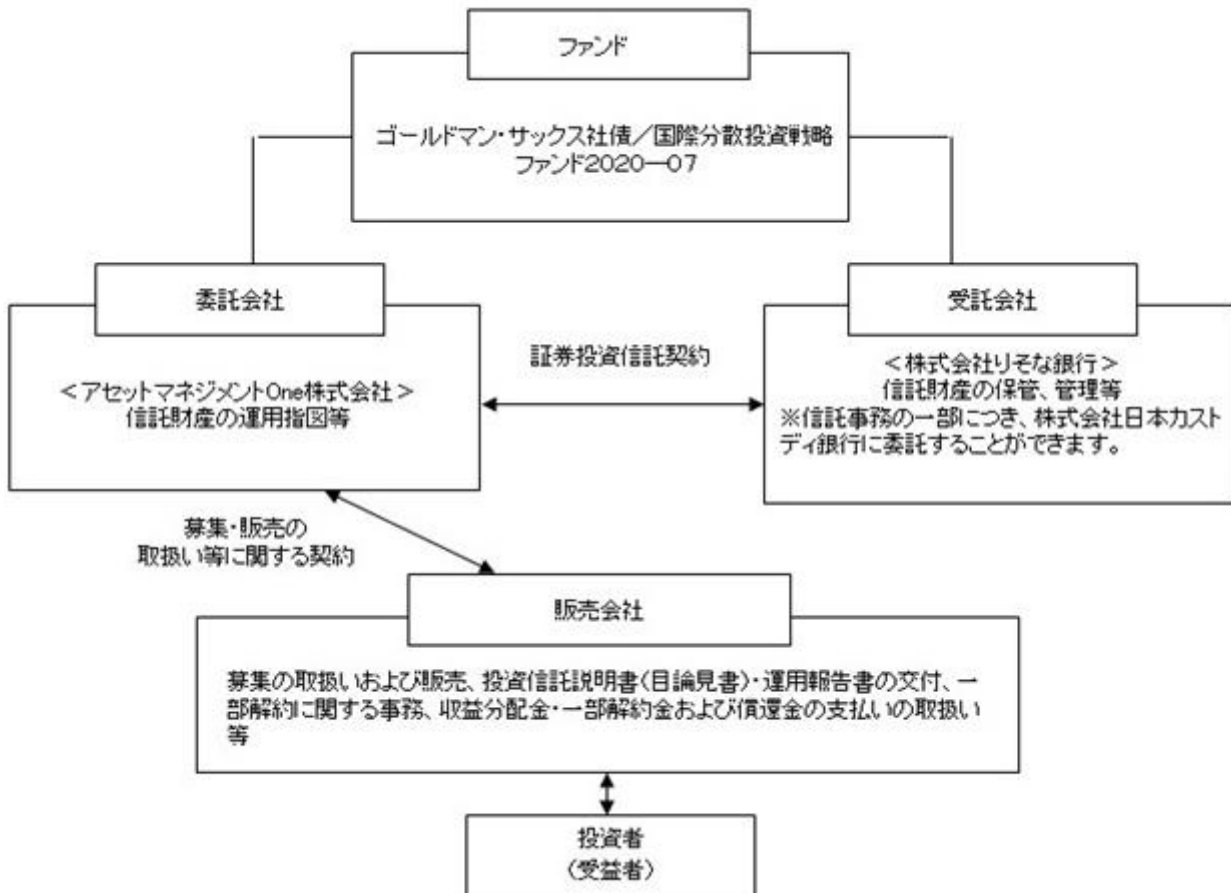 ファンド
ゴールドマン・サックス社債／国際分散投資戦略
ファンド2020―07
委託会社
＜アセットマネジメントOne株式会社＞
信託財産の運用指図等
証券投資信託契約
受託会社
＜株式会社りそな銀行＞
信託財産の保管、管理等
※信託事務の一部につき、株式会社日本カスト
ディ銀行に委託することができます。
募集・販売の
取扱い等に関する契約
販売会社
募集の取扱いおよび販売、投資信託説明書（目論見書）・運用報告書の交付、一
部解約に関する事務、収益分配金・一部解約金および償還金の支払いの取扱い
等
投資者
（受益者）